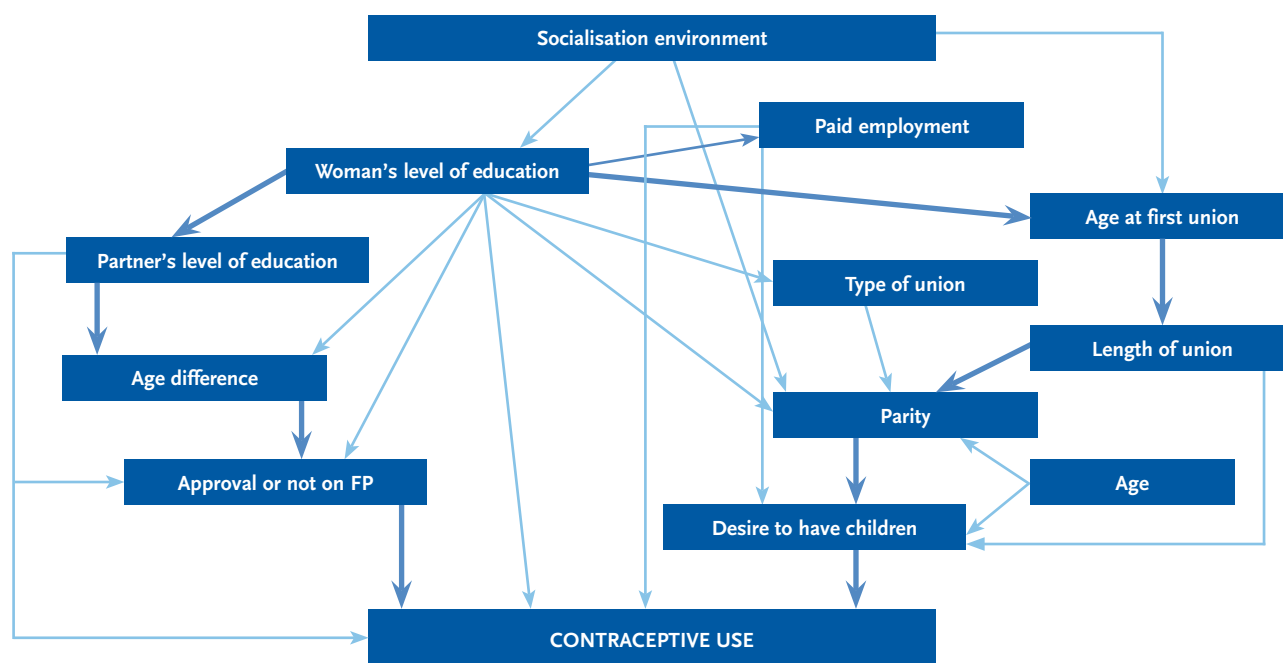 Socialisation environment
Paid employment
Woman’s level of education
Age at first union
Partner’s level of education
Type of union
Length of union
Age difference
Parity
Approval or not on FP
Age
Desire to have children
CONTRACEPTIVE USE